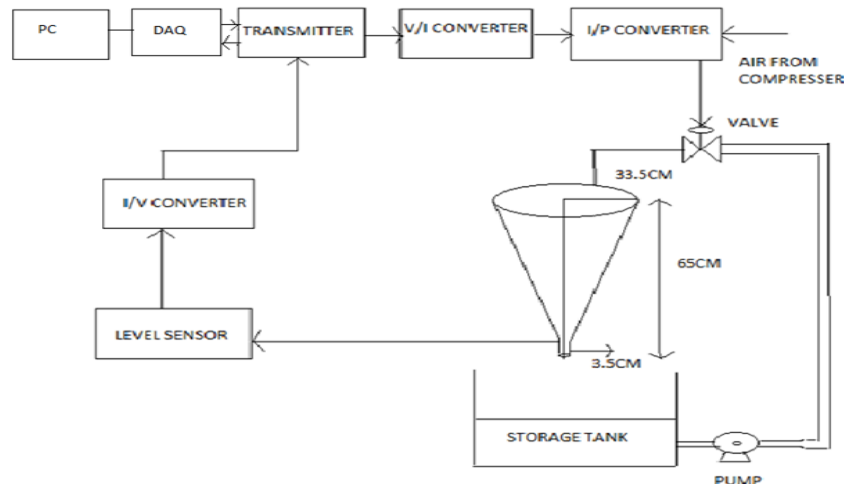 PC
DAQ
TRANSMITTER
V/I CONVERTER
I/P CONVERTER
AIR FROM
COMPRESSER
VALVE
33.5CM
I/V CONVERTER
65CM
LEVEL SENSOR
3.5CM
STORAGE TANK
PUMP